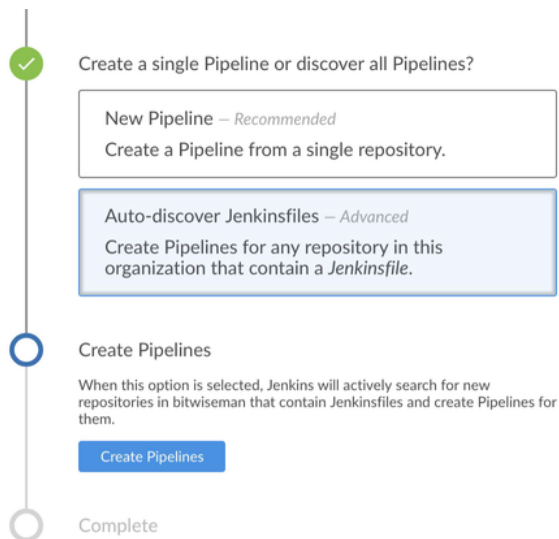 Create a single Pipeline or discover all Pipelines?
New Pipeline – Recommended
Create a Pipeline from a single repository.
Auto-discover Jenkinsfiles – Advanced
Create Pipelines for any repository in this
organization that contain a Jenkinsfile.
Create Pipelines
When this option is selected, Jenkins will actively search for new
repositories in bitwiseman that contain Jenkinsfiles and create Pipelines for
them.
Create Pipelines
Complete